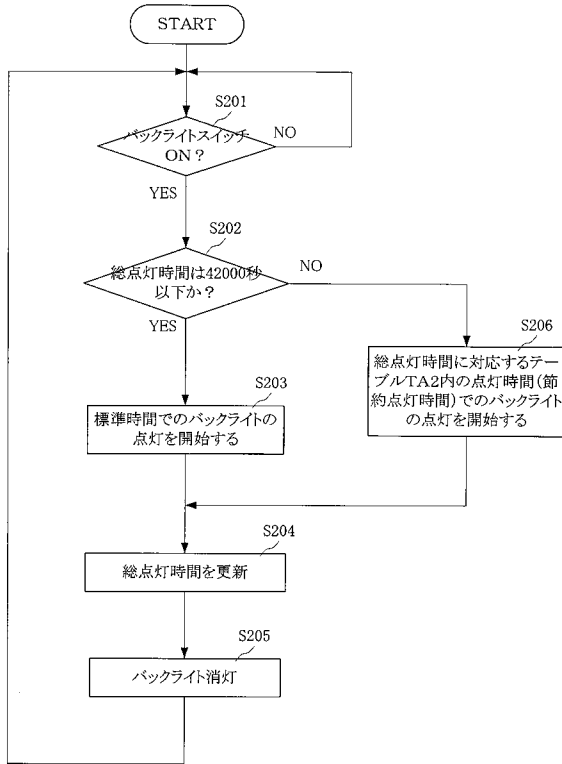 START
S201
バックライトスイッチ
ON？
NO
YES
S202
総点灯時間は42000秒
以下か？
NO
YES
S206
総点灯時間に対応するテー
ブルTA2内の点灯時間(節
約点灯時間)でのバックライト
の点灯を開始する
S203
標準時間でのバックライトの
点灯を開始する
S204
総点灯時間を更新
S205
バックライト消灯